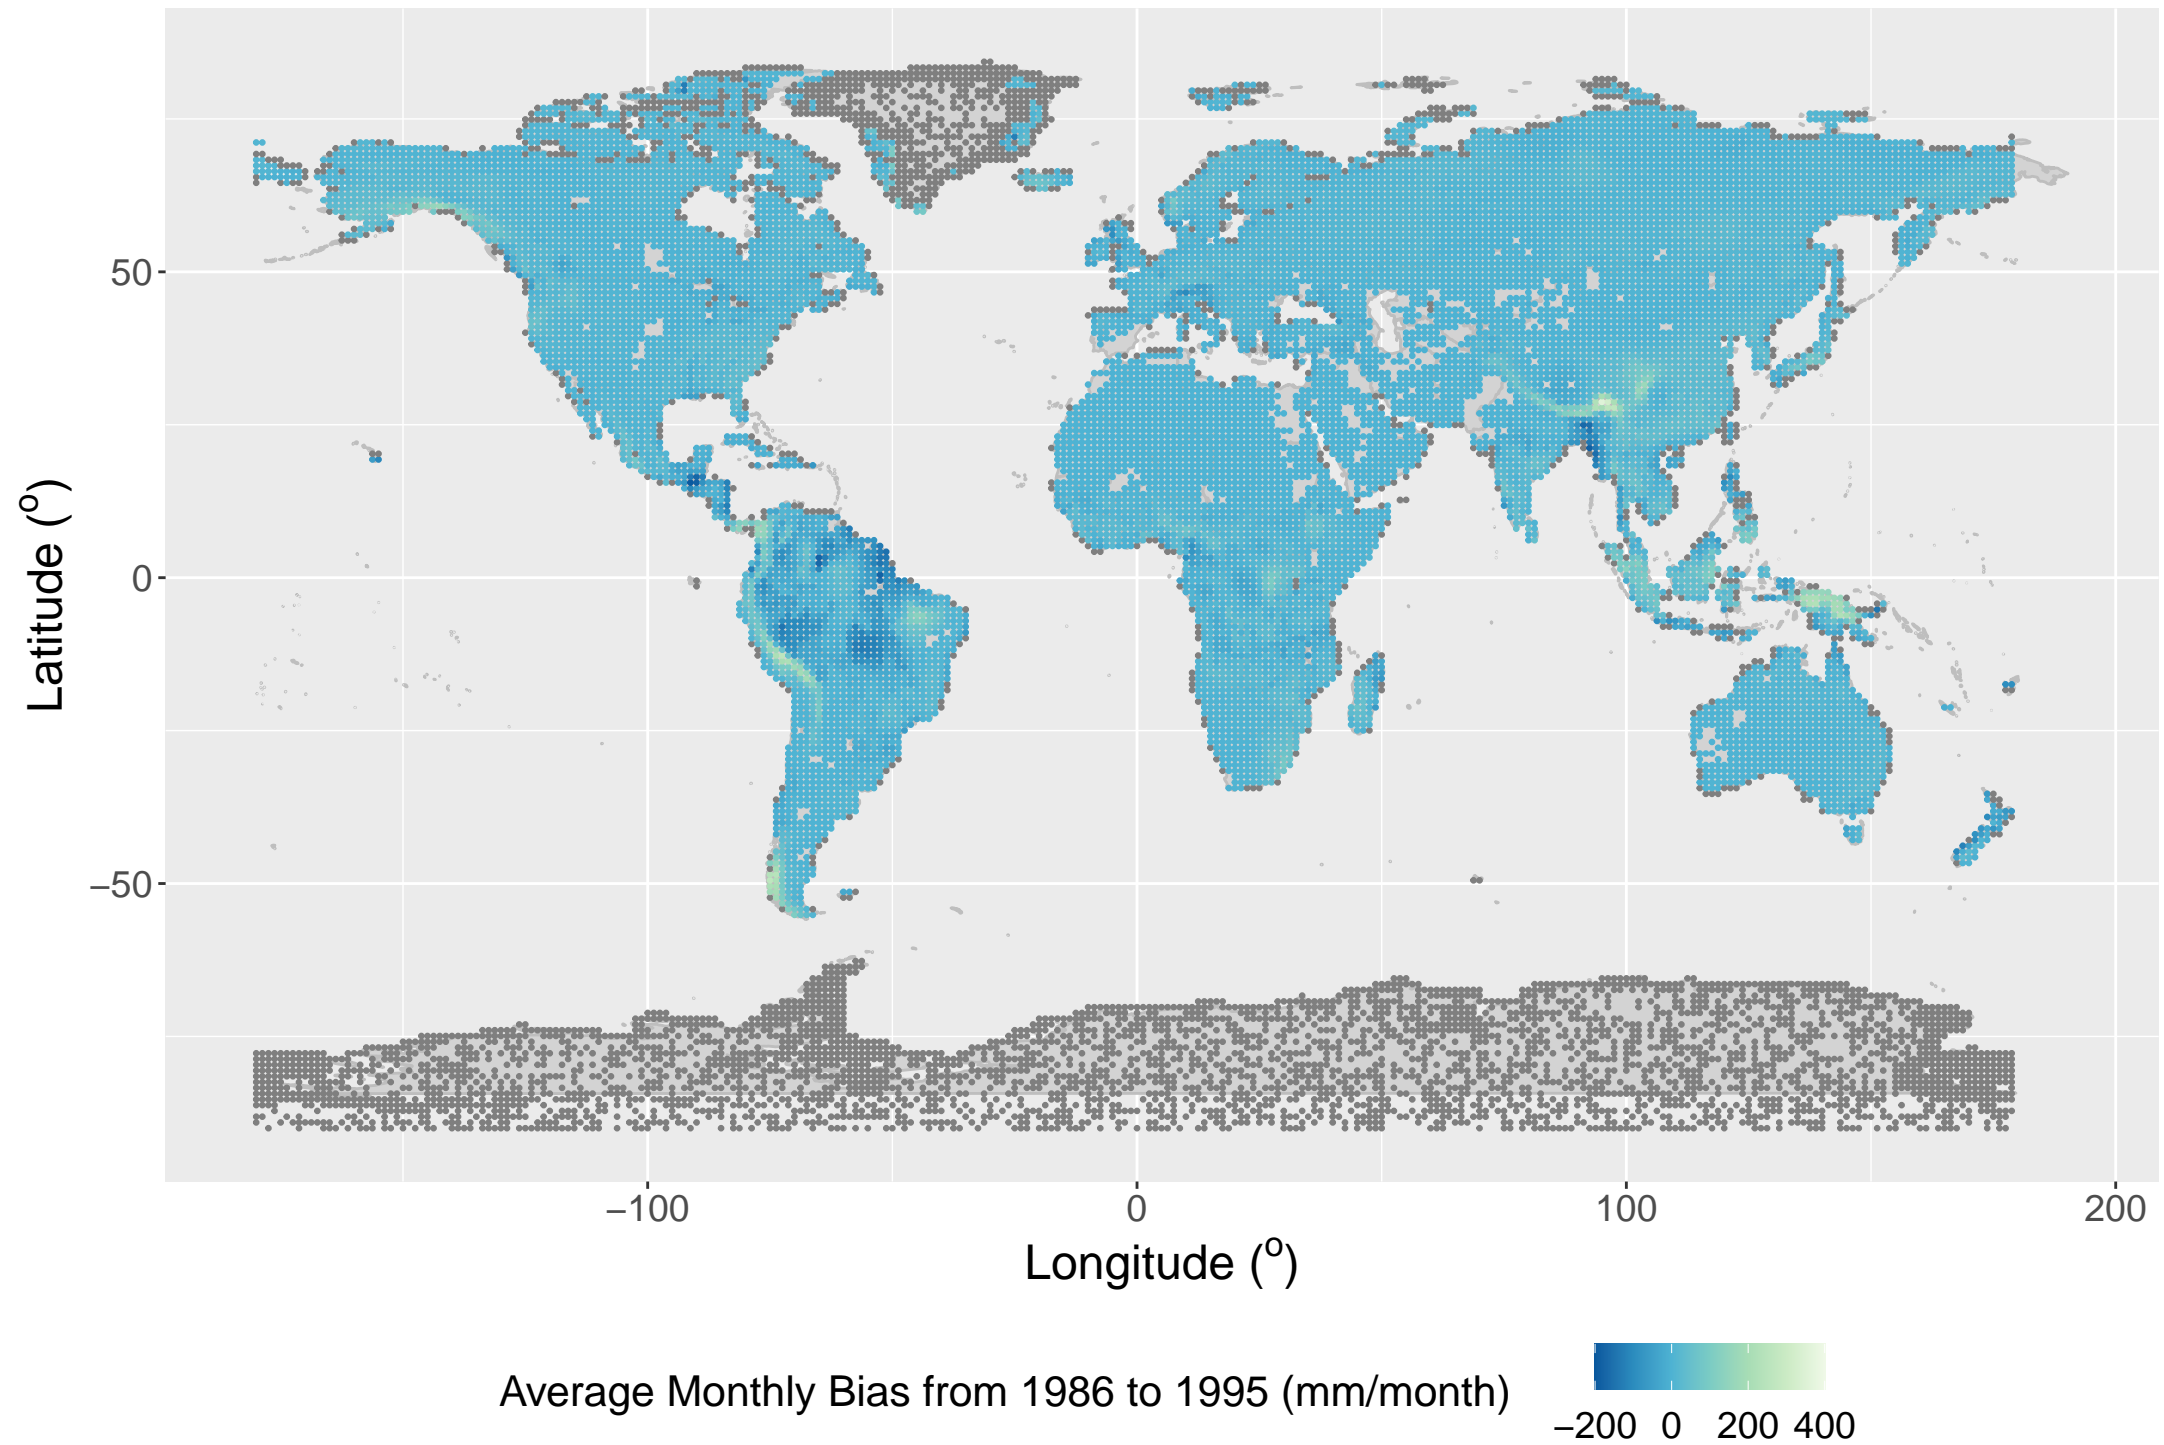 50
0
−50
Latitude (º)
−100 0 100 200
Longitude (º)
Average Monthly Bias from 1986 to 1995 (mm/month)
−200 0 200 400